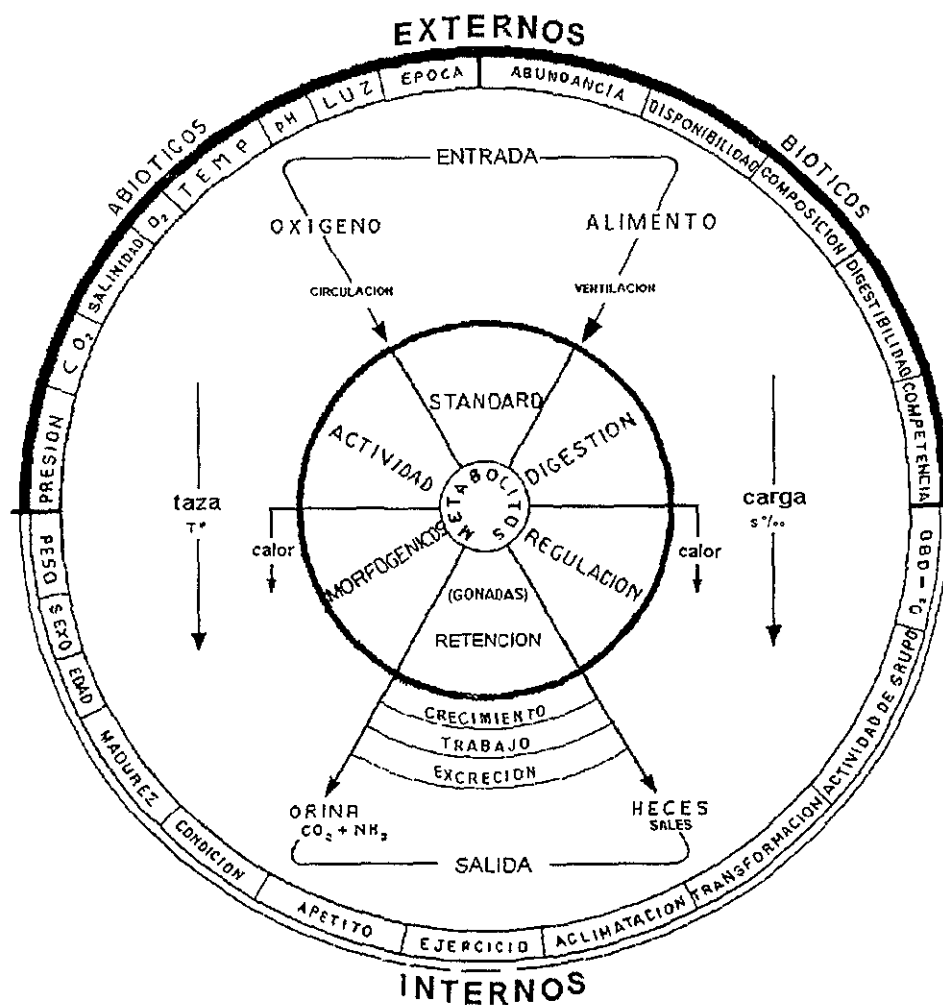 EXTERNOS
ABIOTICOS
BIOTICOS
PRESION
CO₂
SALINIDAD
O₂
TEMP
pH
LUZ
EPOCA
ABUNDANCIA
DISPONIBILIDAD
COMPOSICION
DIGESTIBILIDAD
COMPETENCIA
ENTRADA
OXIGENO
ALIMENTO
CIRCULACION
VENTILACION
STANDARD
ACTIVIDAD
DIGESTION
METABOLITOS
MORFOGENICOS
REGULACION
(GONADAS)
RETENCION
taza
T°
carga
s‰
calor
calor
CRECIMIENTO
TRABAJO
EXCRECION
ORINA
CO₂ + NH₃
HECES
SALES
SALIDA
PESO
SEXO
EDAD
MADUREZ
CONDICION
APETITO
EJERCICIO
ACLIMATACION
TRANSFORMACION
ACTIVIDAD DE GRUPO
OBD-O₂
INTERNOS